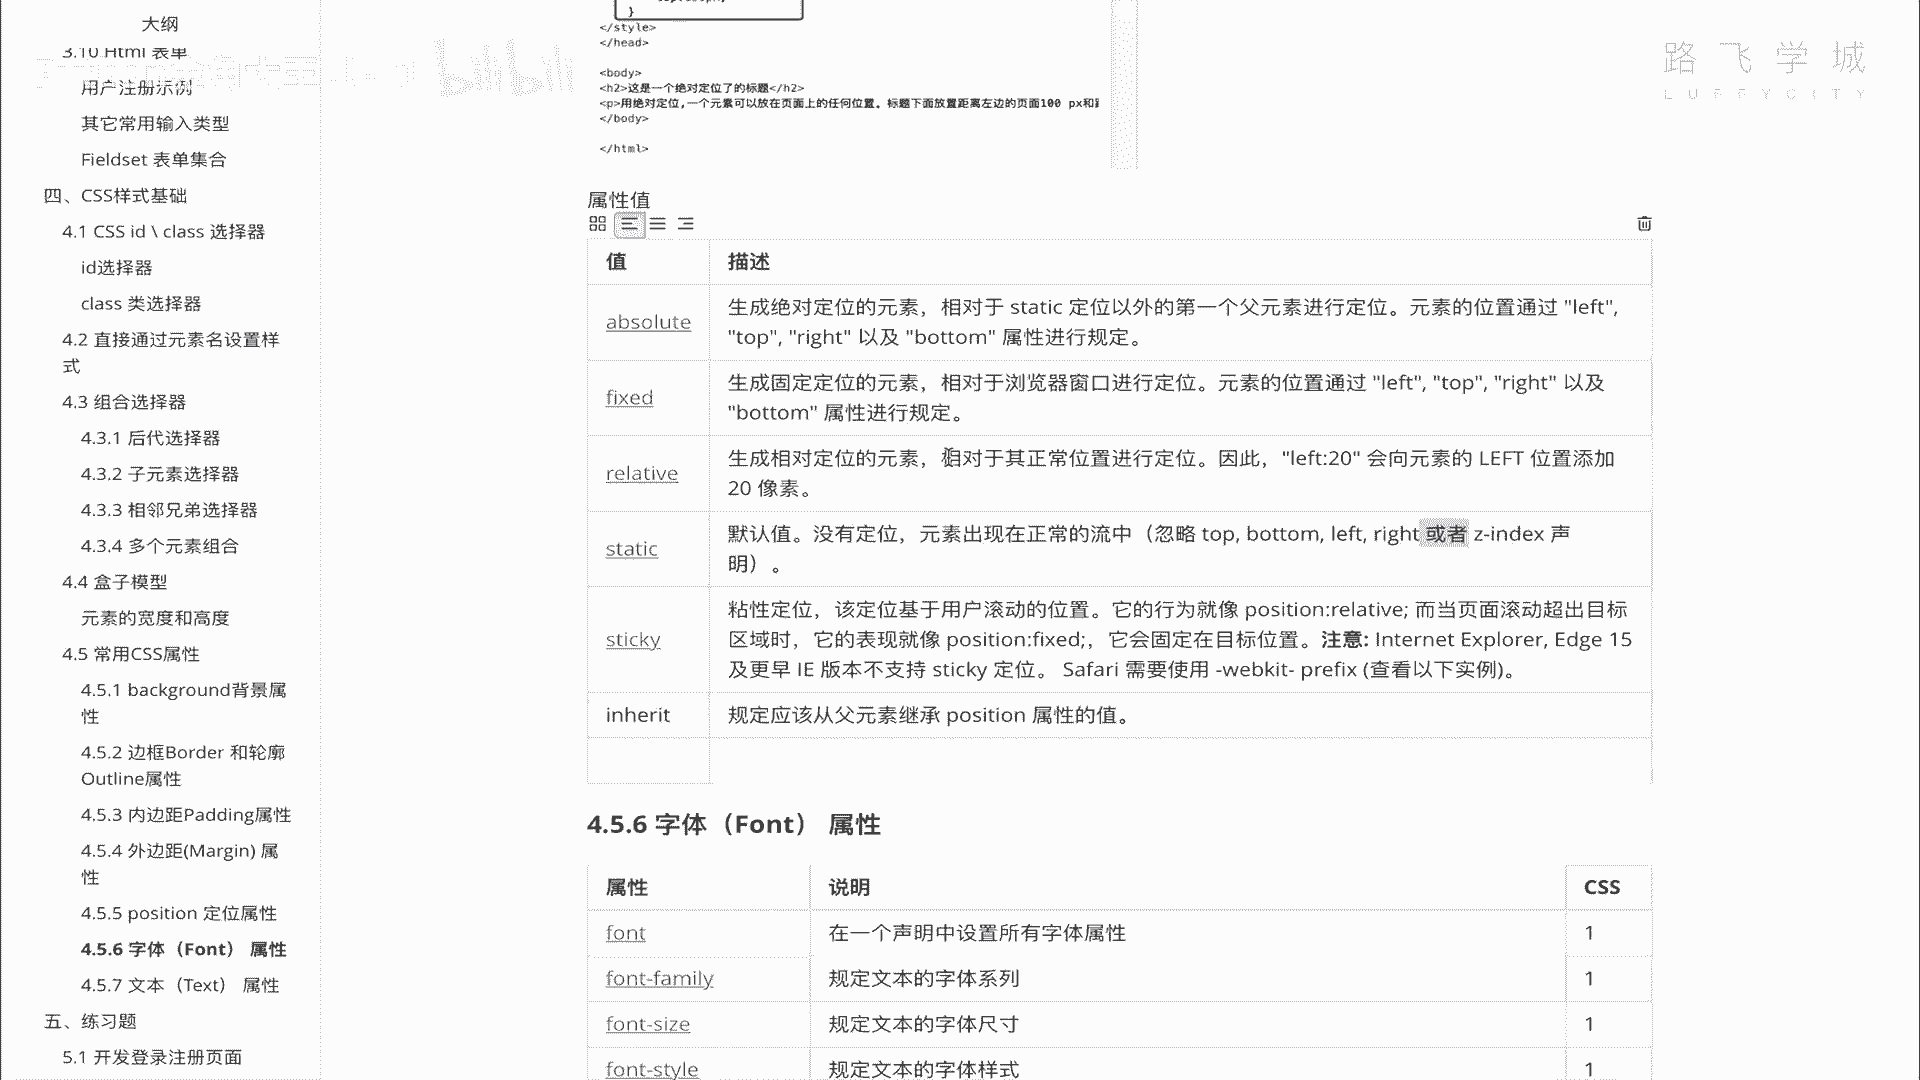 大纲
3.10 Html 表单
用户注册示例
其它常用输入类型
Fieldset 表单集合
四、CSS样式基础
4.1 CSS id \ class 选择器
id选择器
class 类选择器
4.2 直接通过元素名设置样
式
4.3 组合选择器
4.3.1 后代选择器
4.3.2 子元素选择器
4.3.3 相邻兄弟选择器
4.3.4 多个元素组合
4.4 盒子模型
元素的宽度和高度
4.5 常用CSS属性
4.5.1 background背景属
性
4.5.2 边框Border 和轮廓
Outline属性
4.5.3 内边距Padding属性
4.5.4 外边距(Margin) 属
性
4.5.5 position 定位属性
4.5.6 字体（Font） 属性
4.5.7 文本（Text） 属性
五、练习题
5.1 开发登录注册页面
bilibili
路飞学城
LUFFYCITY
}
</style>
</head>
<body>
<h2>这是一个绝对定位了的标题</h2>
<p>用绝对定位,一个元素可以放在页面上的任何位置。标题下面放置距离左边的页面100 px和
</body>
</html>
属性值
值 描述
absolute 生成绝对定位的元素，相对于 static 定位以外的第一个父元素进行定位。元素的位置通过 "left",
"top", "right" 以及 "bottom" 属性进行规定。
fixed 生成固定定位的元素，相对于浏览器窗口进行定位。元素的位置通过 "left", "top", "right" 以及
"bottom" 属性进行规定。
relative 生成相对定位的元素，相对于其正常位置进行定位。因此，"left:20" 会向元素的 LEFT 位置添加
20 像素。
static 默认值。没有定位，元素出现在正常的流中（忽略 top, bottom, left, right 或者 z-index 声
明）。
sticky 粘性定位，该定位基于用户滚动的位置。它的行为就像 position:relative; 而当页面滚动超出目标
区域时，它的表现就像 position:fixed;，它会固定在目标位置。注意: Internet Explorer, Edge 15
及更早 IE 版本不支持 sticky 定位。 Safari 需要使用 -webkit- prefix (查看以下实例)。
inherit 规定应该从父元素继承 position 属性的值。
4.5.6 字体（Font） 属性
属性 说明 CSS
font 在一个声明中设置所有字体属性 1
font-family 规定文本的字体系列 1
font-size 规定文本的字体尺寸 1
font-style 规定文本的字体样式 1